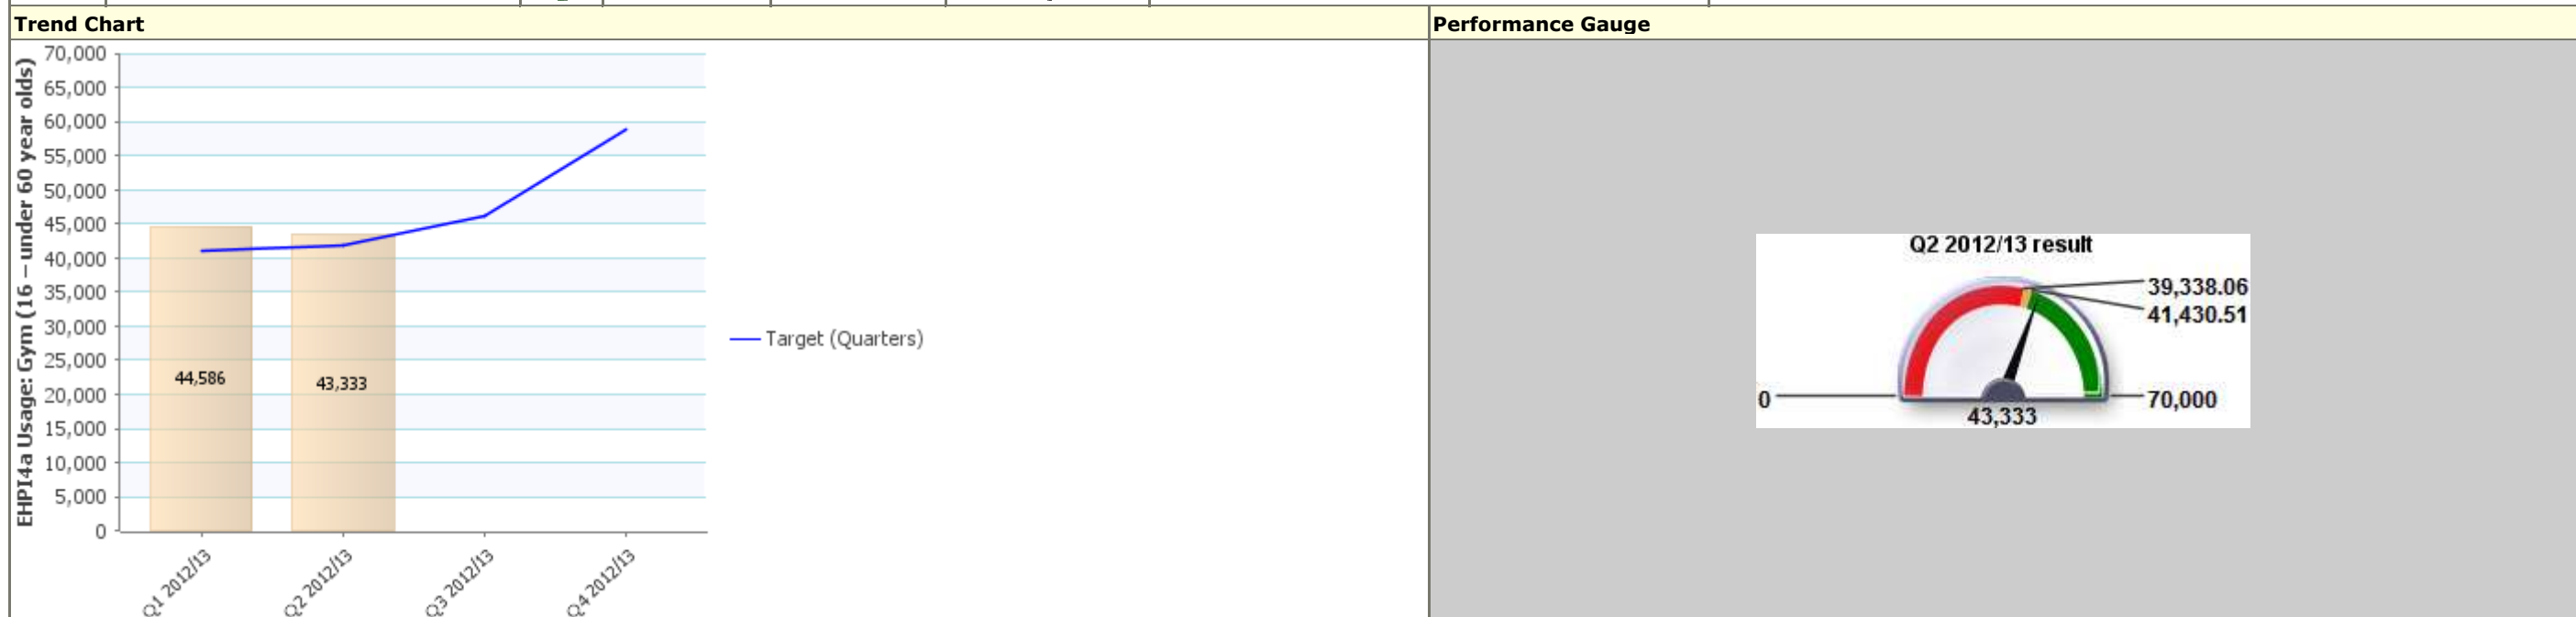 Trend Chart
Performance Gauge
EHPI4a Usage: Gym (16 – under 60 year olds)
70,000
65,000
60,000
55,000
50,000
45,000
40,000
35,000
30,000
25,000
20,000
15,000
10,000
5,000
0
44,586
43,333
Q1 2012/13
Q2 2012/13
Q3 2012/13
Q4 2012/13
Target (Quarters)
Q2 2012/13 result
39,338.06
41,430.51
0
70,000
43,333